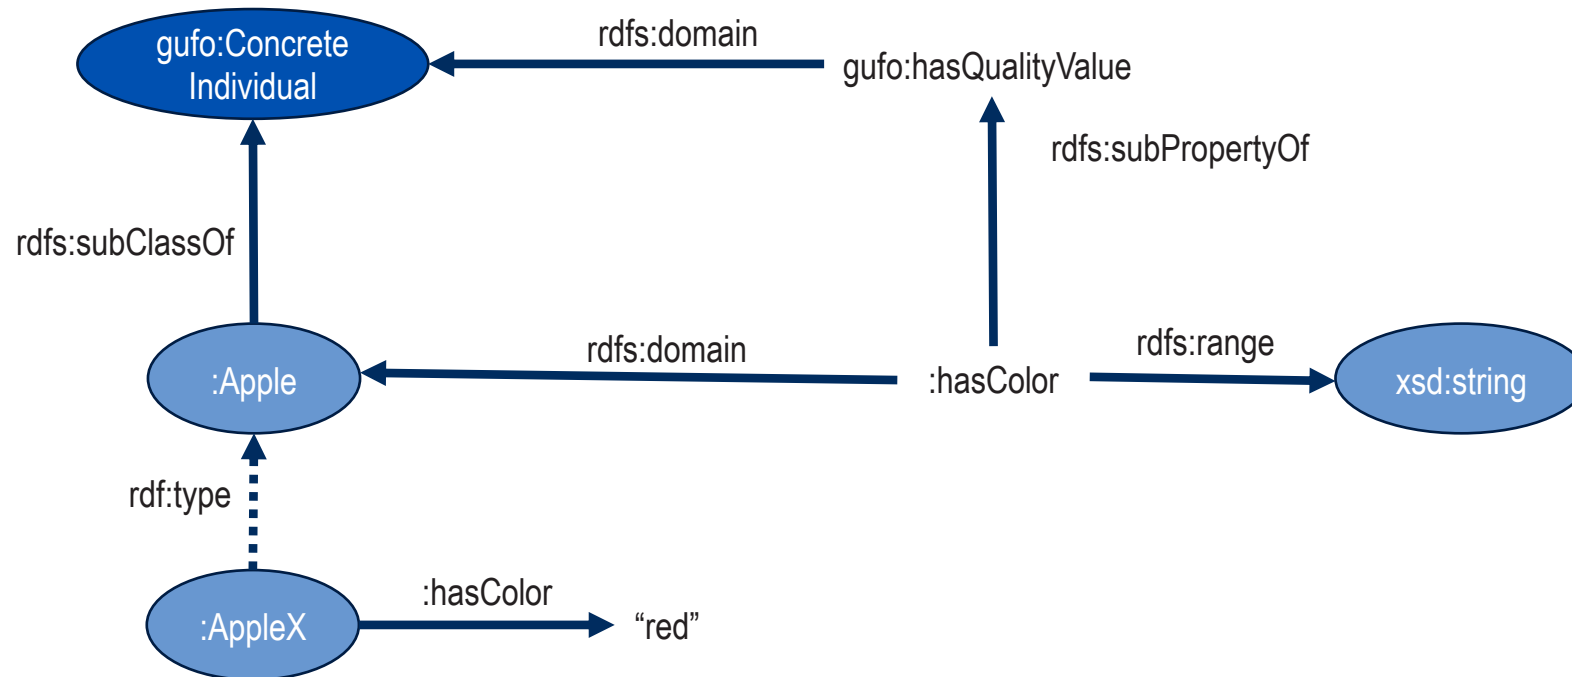 gufo:Concrete
Individual
rdfs:domain
gufo:hasQualityValue
rdfs:subPropertyOf
rdfs:subClassOf
:Apple
rdfs:domain
:hasColor
rdfs:range
xsd:string
rdf:type
:AppleX
:hasColor
“red”